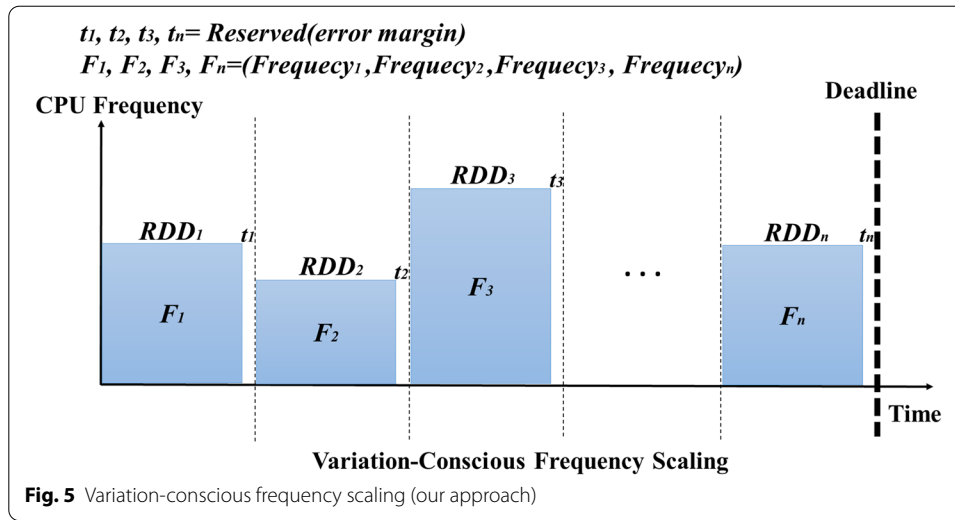 t₁, t₂, t₃, tₙ= Reserved(error margin)
F₁, F₂, F₃, Fₙ=(Frequecy₁,Frequecy₂,Frequecy₃, Frequecyₙ)
CPU Frequency
Deadline
RDD₁ t₁ RDD₂ t₂ RDD₃ t₃ RDDₙ tₙ
F₁ F₂ F₃ ... Fₙ
Time
Variation-Conscious Frequency Scaling
Fig. 5 Variation-conscious frequency scaling (our approach)